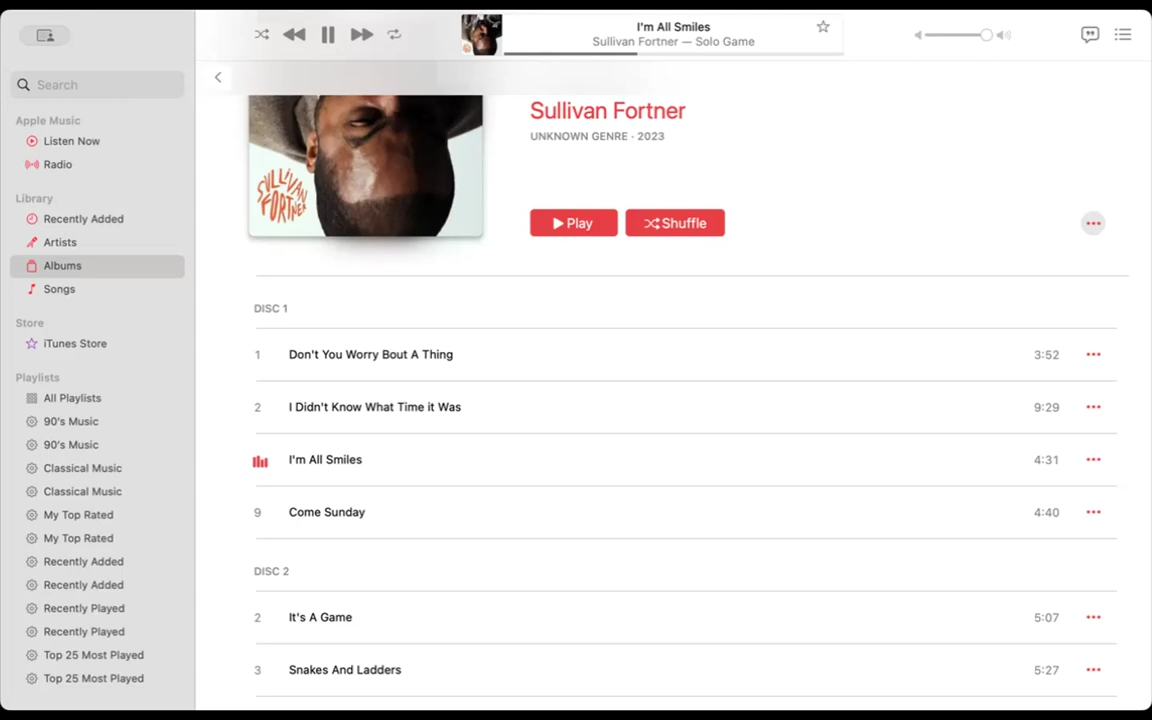 I'm All Smiles
Sullivan Fortner — Solo Game
Search
Apple Music
Listen Now
Radio
Library
Recently Added
Artists
Albums
Songs
Store
iTunes Store
Playlists
All Playlists
90's Music
90's Music
Classical Music
Classical Music
My Top Rated
My Top Rated
Recently Added
Recently Added
Recently Played
Recently Played
Top 25 Most Played
Top 25 Most Played
SULLIVAN
FORTNER
Sullivan Fortner
UNKNOWN GENRE · 2023
Play
Shuffle
DISC 1
1 Don't You Worry Bout A Thing 3:52
2 I Didn't Know What Time it Was 9:29
I'm All Smiles 4:31
9 Come Sunday 4:40
DISC 2
2 It's A Game 5:07
3 Snakes And Ladders 5:27